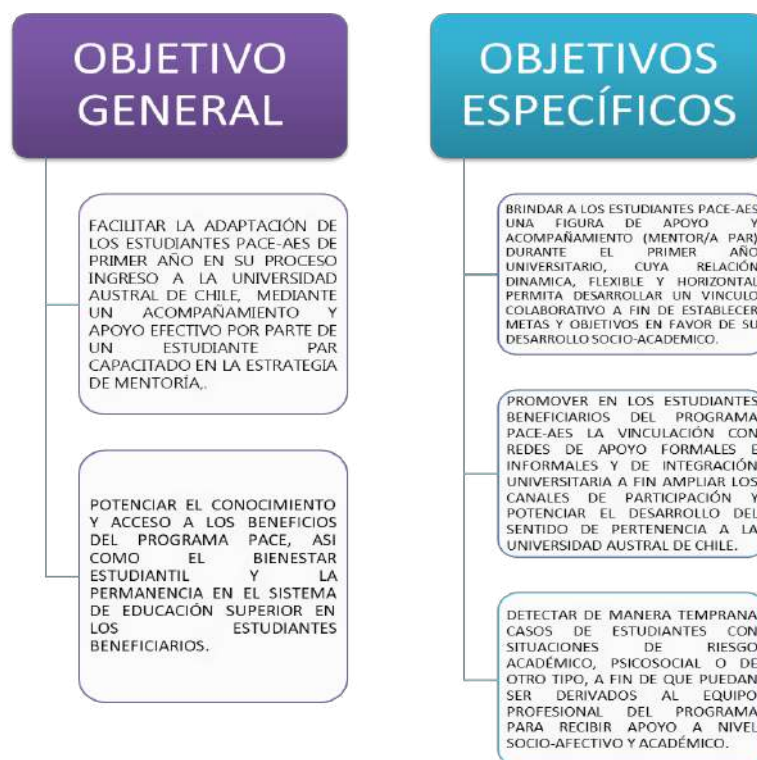 OBJETIVO
GENERAL
FACILITAR LA ADAPTACIÓN DE
LOS ESTUDIANTES PACE-AES DE
PRIMER AÑO EN SU PROCESO
INGRESO A LA UNIVERSIDAD
AUSTRAL DE CHILE, MEDIANTE
UN ACOMPAÑAMIENTO Y
APOYO EFECTIVO POR PARTE DE
UN ESTUDIANTE PAR
CAPACITADO EN LA ESTRATEGIA
DE MENTORÍA,.
POTENCIAR EL CONOCIMIENTO
Y ACCESO A LOS BENEFICIOS
DEL PROGRAMA PACE, ASI
COMO EL BIENESTAR
ESTUDIANTIL Y LA
PERMANENCIA EN EL SISTEMA
DE EDUCACIÓN SUPERIOR EN
LOS ESTUDIANTES
BENEFICIARIOS.
OBJETIVOS
ESPECÍFICOS
BRINDAR A LOS ESTUDIANTES PACE-AES
UNA FIGURA DE APOYO Y
ACOMPAÑAMIENTO (MENTOR/A PAR)
DURANTE EL PRIMER AÑO
UNIVERSITARIO, CUYA RELACIÓN
DINAMICA, FLEXIBLE Y HORIZONTAL
PERMITA DESARROLLAR UN VINCULO
COLABORATIVO A FIN DE ESTABLECER
METAS Y OBJETIVOS EN FAVOR DE SU
DESARROLLO SOCIO-ACADEMICO.
PROMOVER EN LOS ESTUDIANTES
BENEFICIARIOS DEL PROGRAMA
PACE-AES LA VINCULACIÓN CON
REDES DE APOYO FORMALES E
INFORMALES Y DE INTEGRACIÓN
UNIVERSITARIA A FIN AMPLIAR LOS
CANALES DE PARTICIPACIÓN Y
POTENCIAR EL DESARROLLO DEL
SENTIDO DE PERTENENCIA A LA
UNIVERSIDAD AUSTRAL DE CHILE.
DETECTAR DE MANERA TEMPRANA
CASOS DE ESTUDIANTES CON
SITUACIONES DE RIESGO
ACADÉMICO, PSICOSOCIAL O DE
OTRO TIPO, A FIN DE QUE PUEDAN
SER DERIVADOS AL EQUIPO
PROFESIONAL DEL PROGRAMA
PARA RECIBIR APOYO A NIVEL
SOCIO-AFECTIVO Y ACADÉMICO.